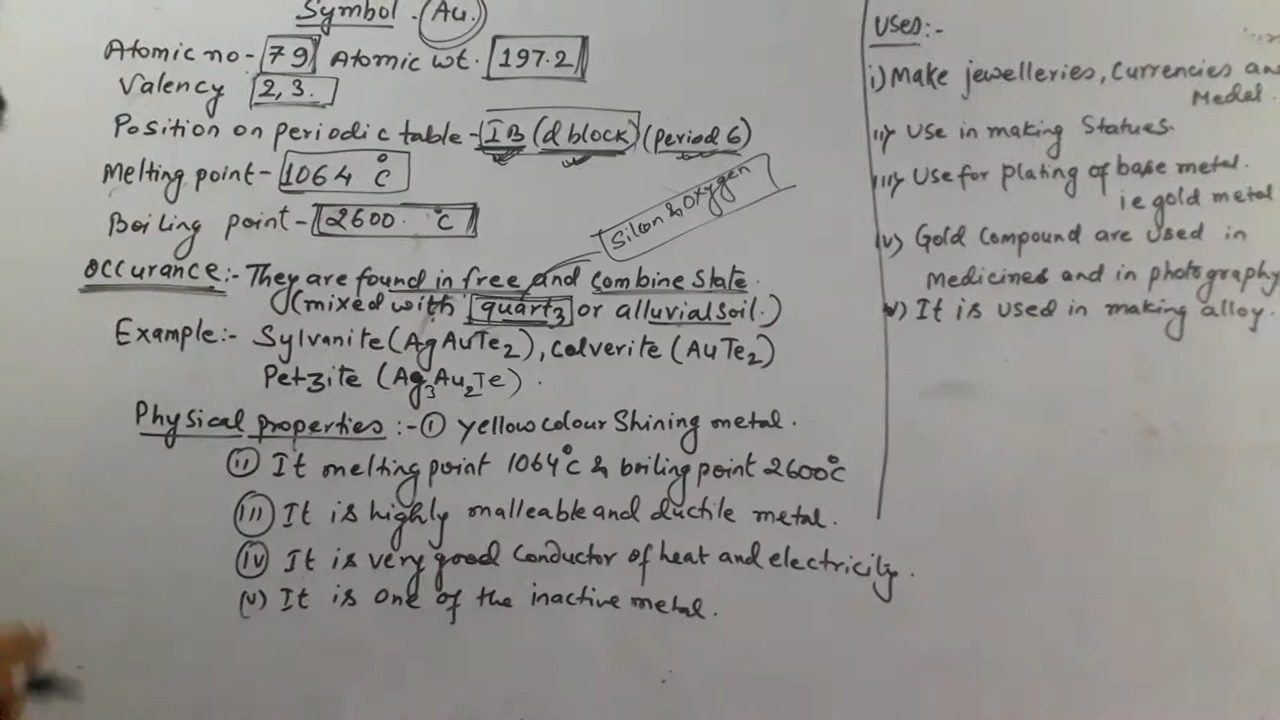 Symbol . (Au.)
Atomic no - 79 Atomic wt. 197.2
Valency 2, 3.
Position on periodic table - IB (d block) (period 6)
Melting point - 1064 °C
Boiling point - 2600. °C
Silcon & Oxygen
Occurance:- They are found in free and combine state.
(mixed with quartz or alluvial soil.)
Example:- Sylvanite (AgAuTe2), calverite (AuTe2)
Petzite (Ag3Au2Te).
Physical properties :- (i) yellow colour Shining metal.
(ii) It melting point 1064°c & boiling point 2600°c
(iii) It is highly malleable and ductile metal.
(iv) It is very good conductor of heat and electricity.
(v) It is one of the inactive metal.
Uses:-
i) Make jewelleries, Currencies an
Medel.
ii) Use in making Statues.
iii) Use for plating of base metal.
ie gold metal
iv) Gold Compound are used in
medicines and in photography
v) It is used in making alloy.